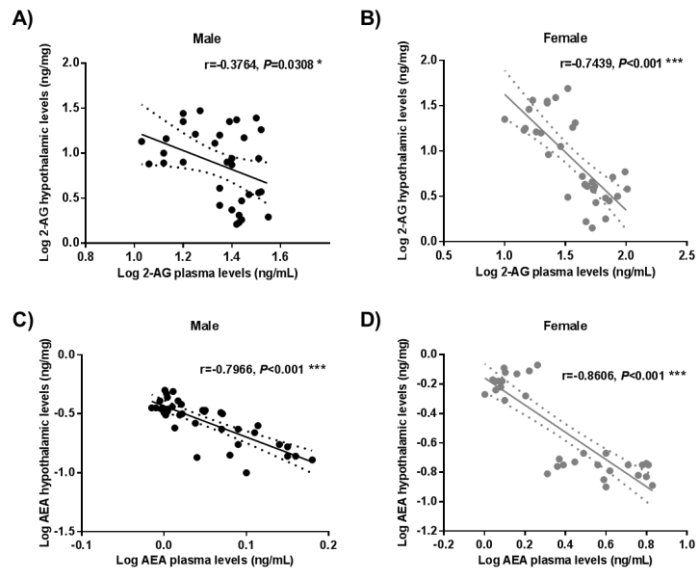 A)
Male
r=-0.3764, P=0.0308 *
Log 2-AG hypothalamic levels (ng/mg)
2.0
1.5
1.0
0.5
0.0
0.8
1.0
1.2
1.4
1.6
Log 2-AG plasma levels (ng/mL)
B)
Female
r=-0.7439, P<0.001 ***
Log 2-AG hypothalamic levels (ng/mg)
2.0
1.5
1.0
0.5
0.0
0.5
1.0
1.5
2.0
2.5
Log 2-AG plasma levels (ng/mL)
C)
Male
r=-0.7966, P<0.001 ***
Log AEA hypothalamic levels (ng/mg)
0.0
-0.5
-1.0
-1.5
-0.1
0.0
0.1
0.2
Log AEA plasma levels (ng/mL)
D)
Female
r=-0.8606, P<0.001 ***
Log AEA hypothalamic levels (ng/mg)
0.0
-0.2
-0.4
-0.6
-0.8
-1.0
-1.2
0.0
0.2
0.4
0.6
0.8
1.0
Log AEA plasma levels (ng/mL)